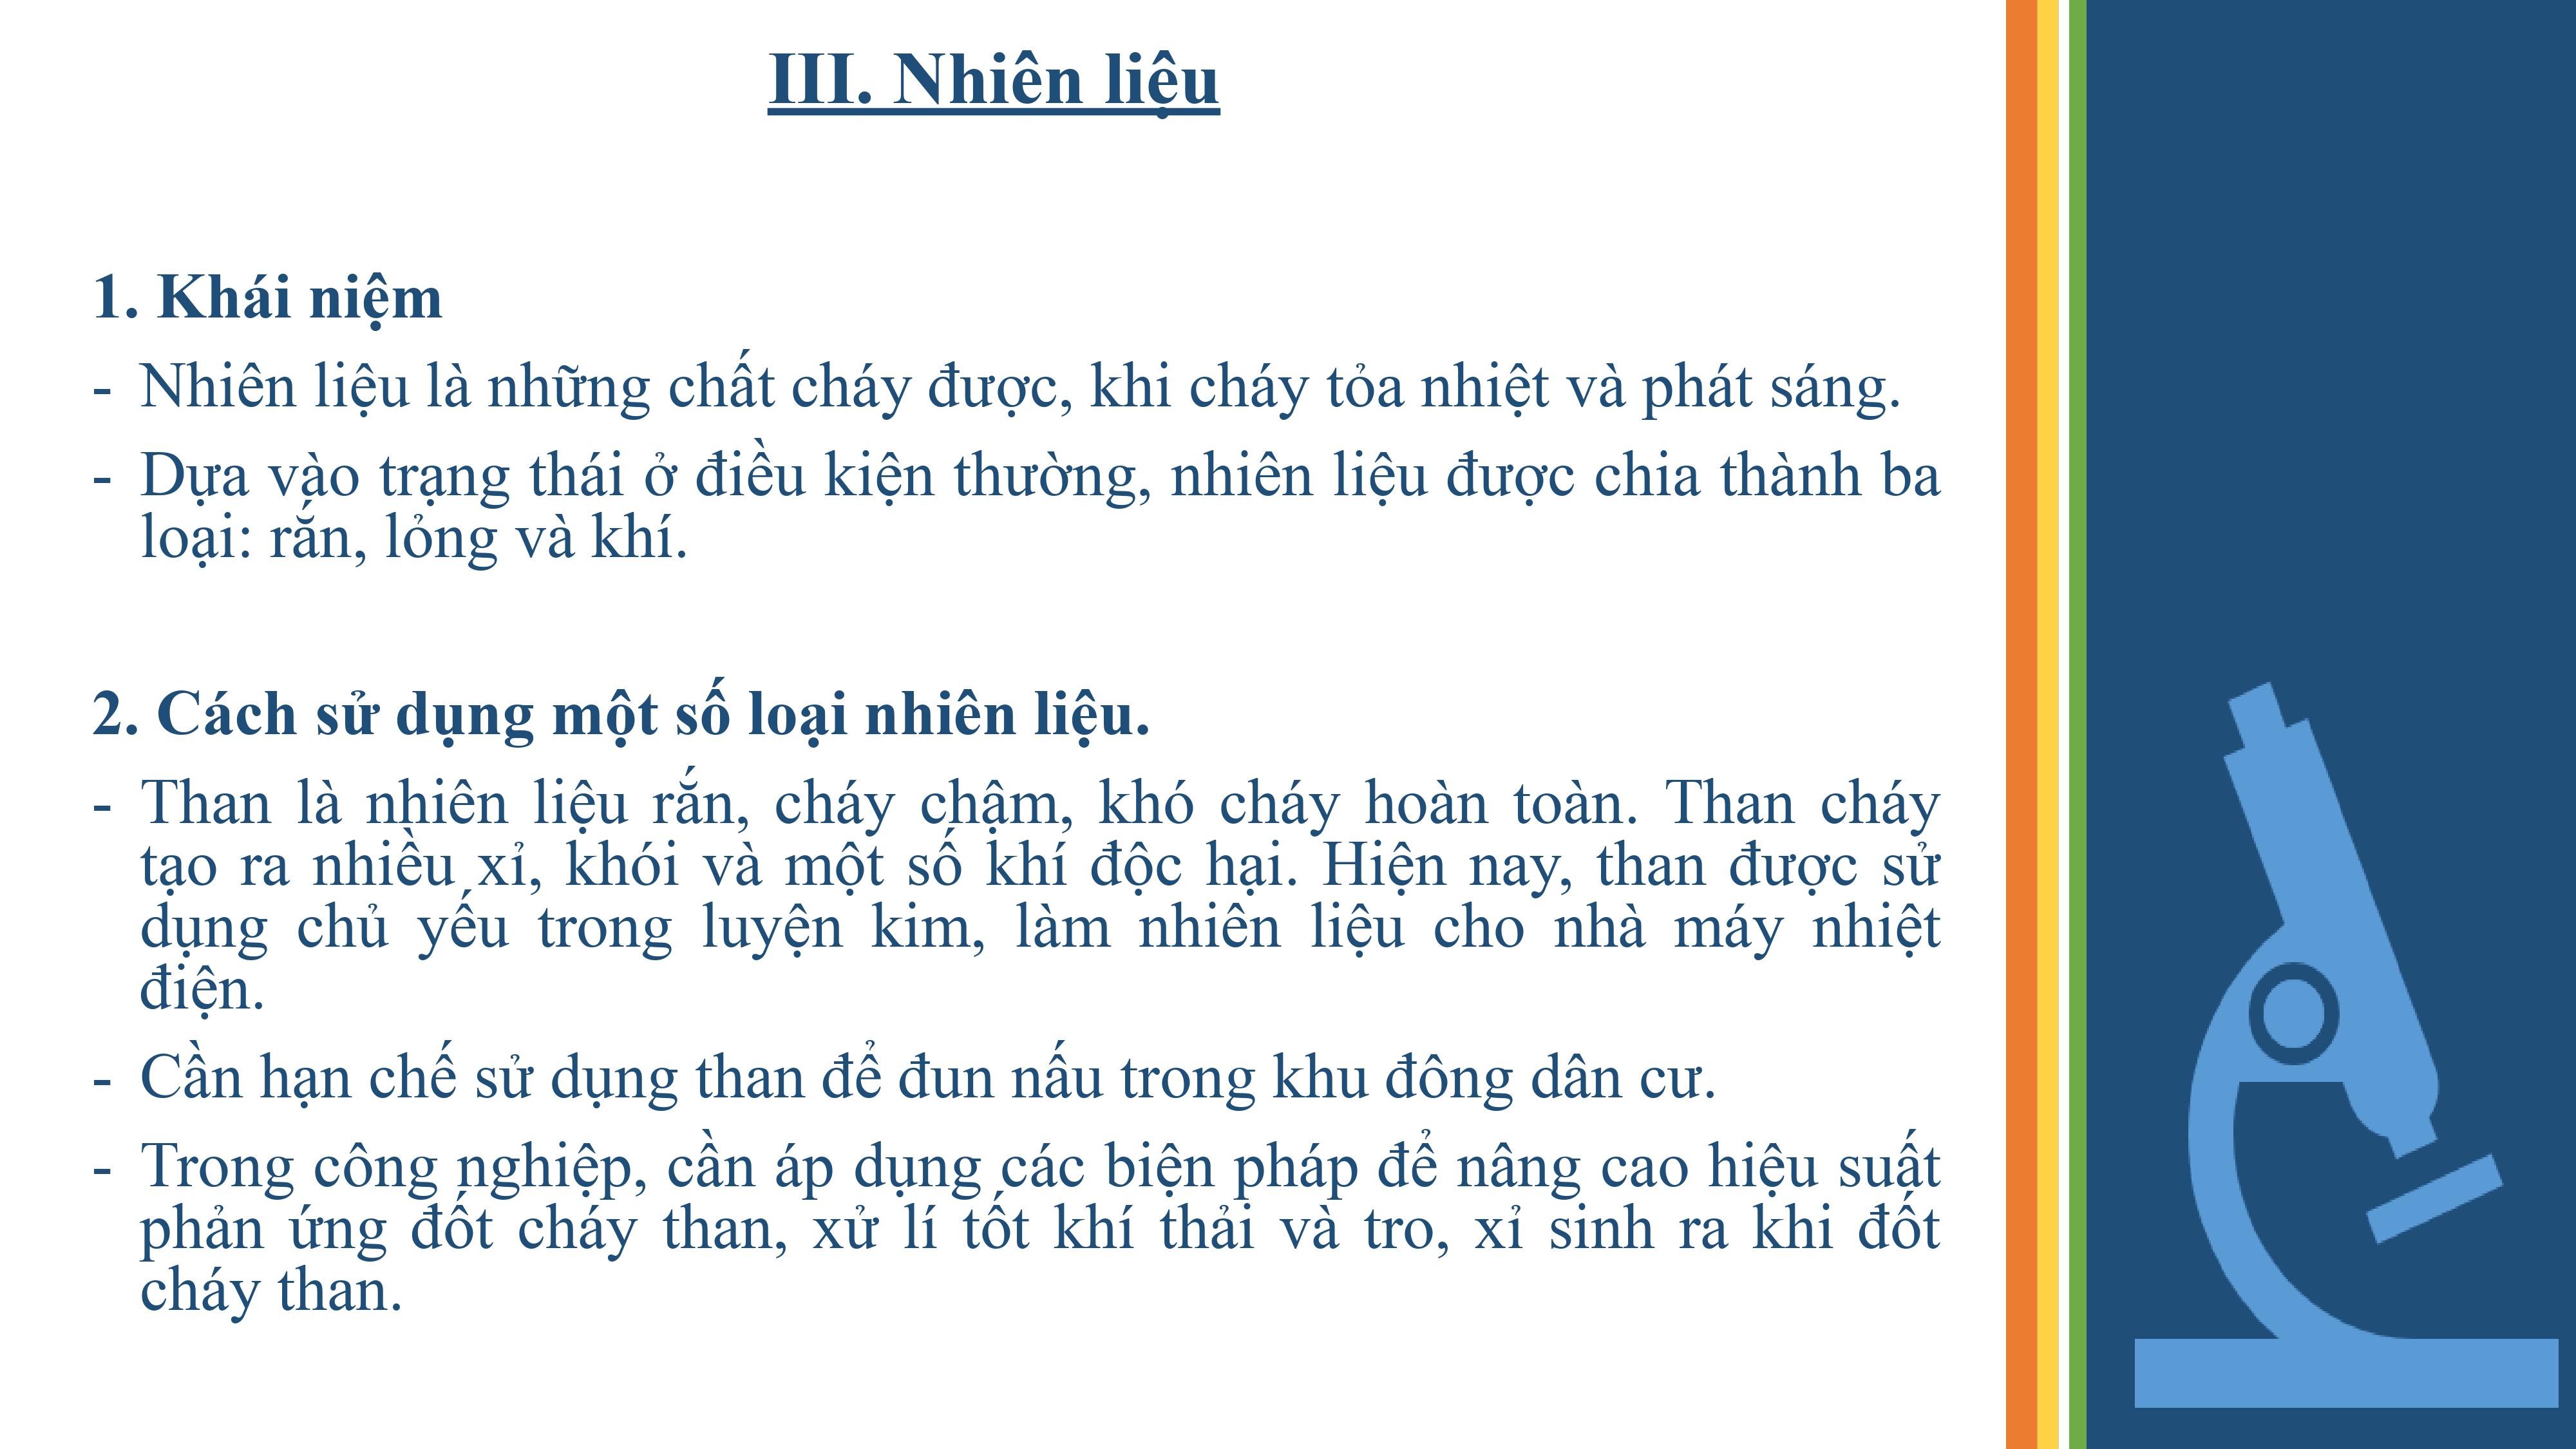 III. Nhiên liệu
1. Khái niệm
- Nhiên liệu là những chất cháy được, khi cháy tỏa nhiệt và phát sáng.
- Dựa vào trạng thái ở điều kiện thường, nhiên liệu được chia thành ba
loại: rắn, lỏng và khí.
2. Cách sử dụng một số loại nhiên liệu.
- Than là nhiên liệu rắn, cháy chậm, khó cháy hoàn toàn. Than cháy
tạo ra nhiều xỉ, khói và một số khí độc hại. Hiện nay, than được sử
dụng chủ yếu trong luyện kim, làm nhiên liệu cho nhà máy nhiệt
điện.
- Cần hạn chế sử dụng than để đun nấu trong khu đông dân cư.
- Trong công nghiệp, cần áp dụng các biện pháp để nâng cao hiệu suất
phản ứng đốt cháy than, xử lí tốt khí thải và tro, xỉ sinh ra khi đốt
cháy than.